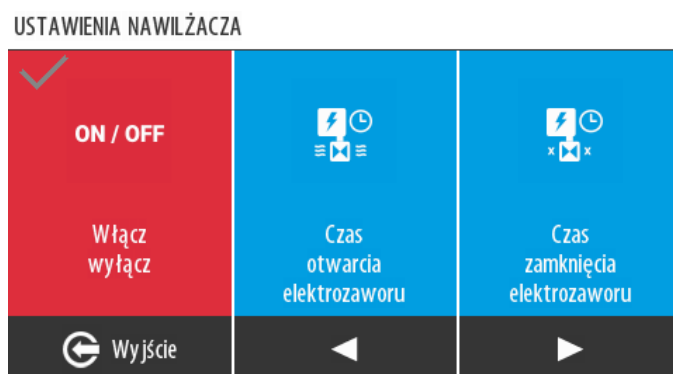 USTAWIENIA NAWILŻACZA
ON / OFF
Włącz
wyłącz
Czas
otwarcia
elektrozaworu
Czas
zamknięcia
elektrozaworu
Wyjście